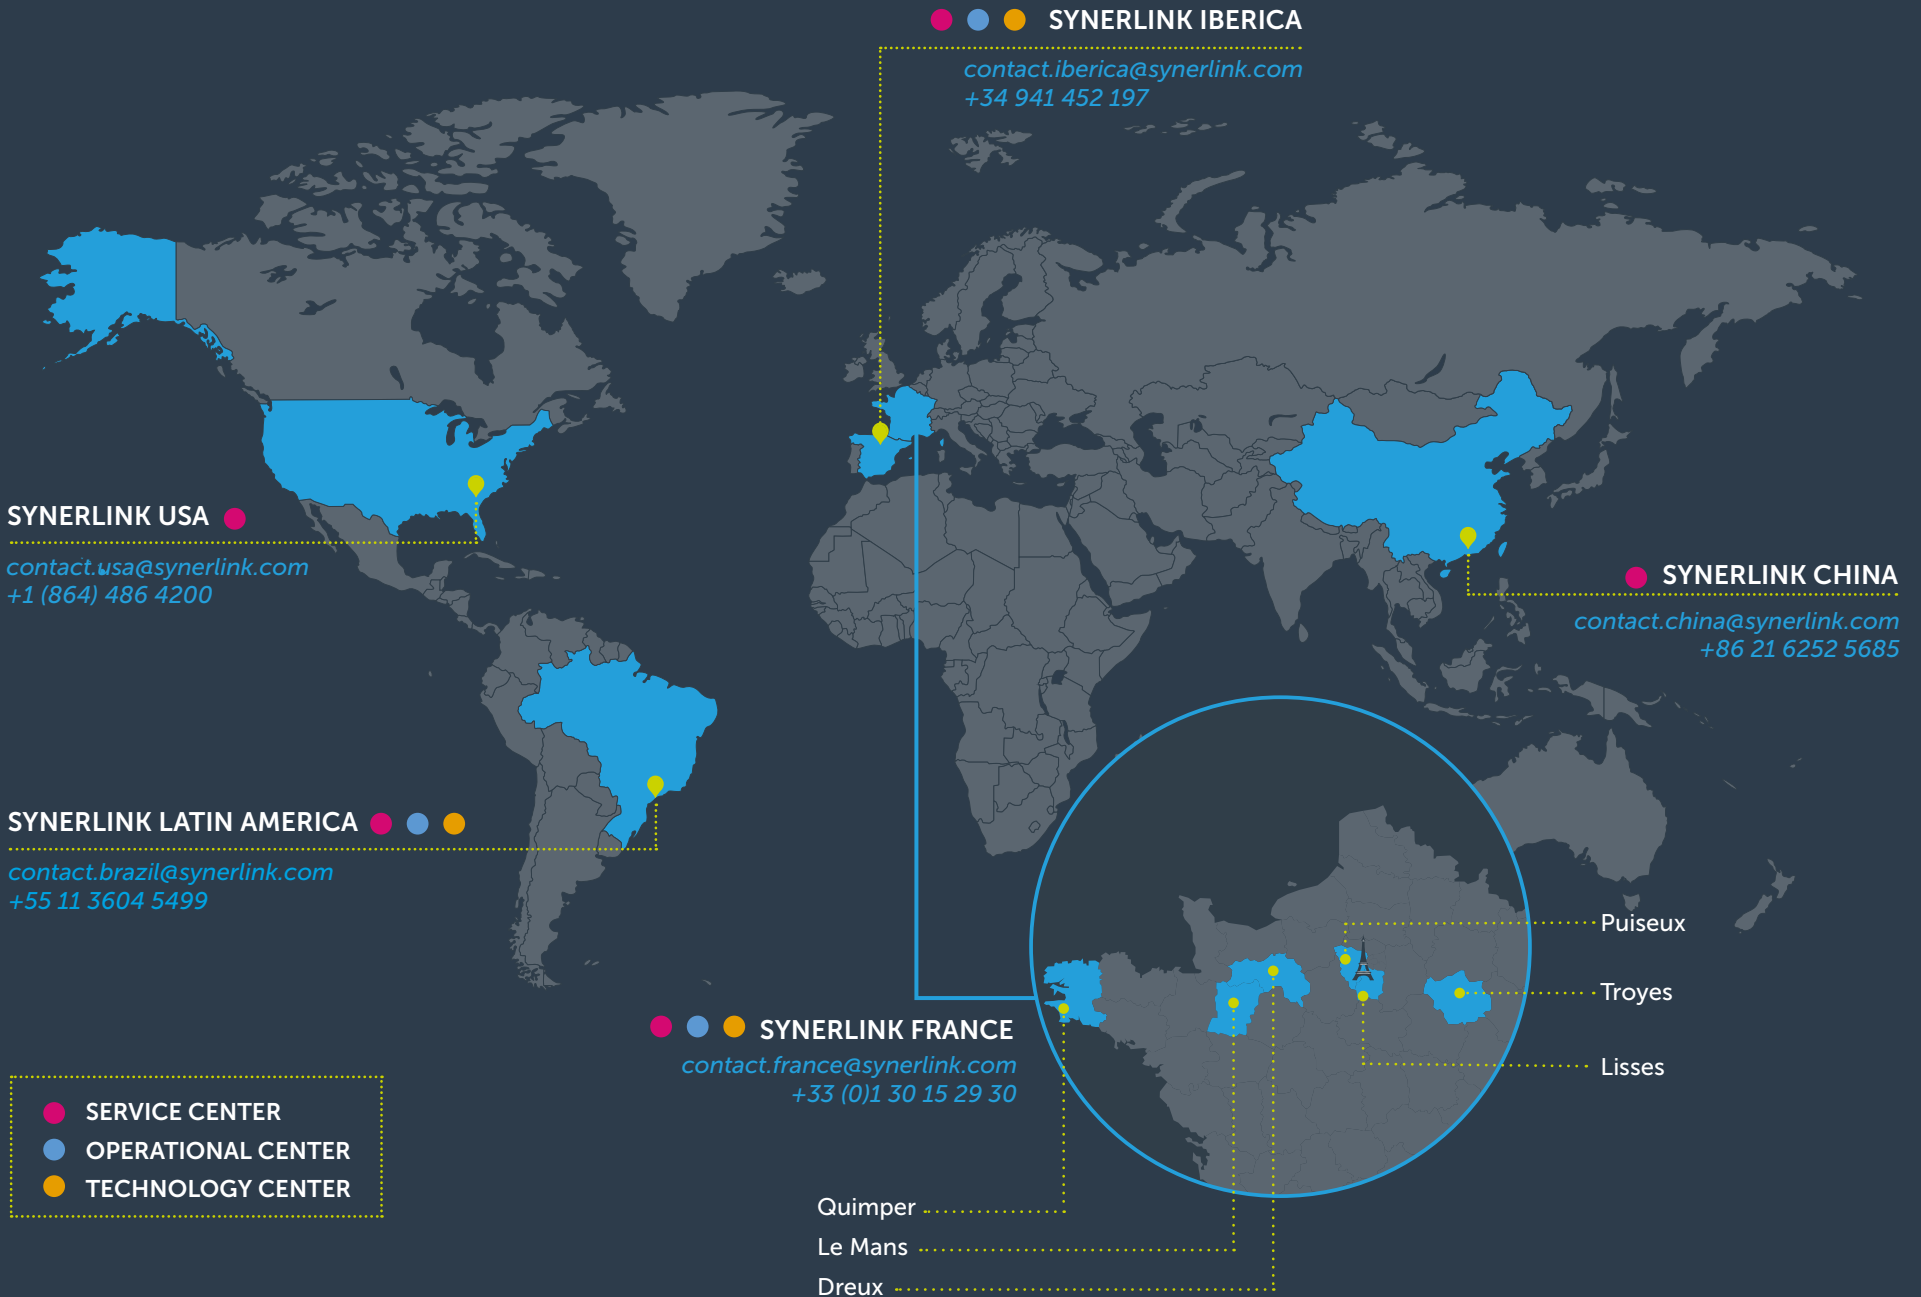 SYNERLINK IBERICA
contact.iberica@synerlink.com
+34 941 452 197
SYNERLINK USA
contact.usa@synerlink.com
+1 (864) 486 4200
SYNERLINK CHINA
contact.china@synerlink.com
+86 21 6252 5685
SYNERLINK LATIN AMERICA
contact.brazil@synerlink.com
+55 11 3604 5499
SYNERLINK FRANCE
contact.france@synerlink.com
+33 (0)1 30 15 29 30
Puiseux
Troyes
Lisses
Quimper
Le Mans
Dreux
SERVICE CENTER
OPERATIONAL CENTER
TECHNOLOGY CENTER